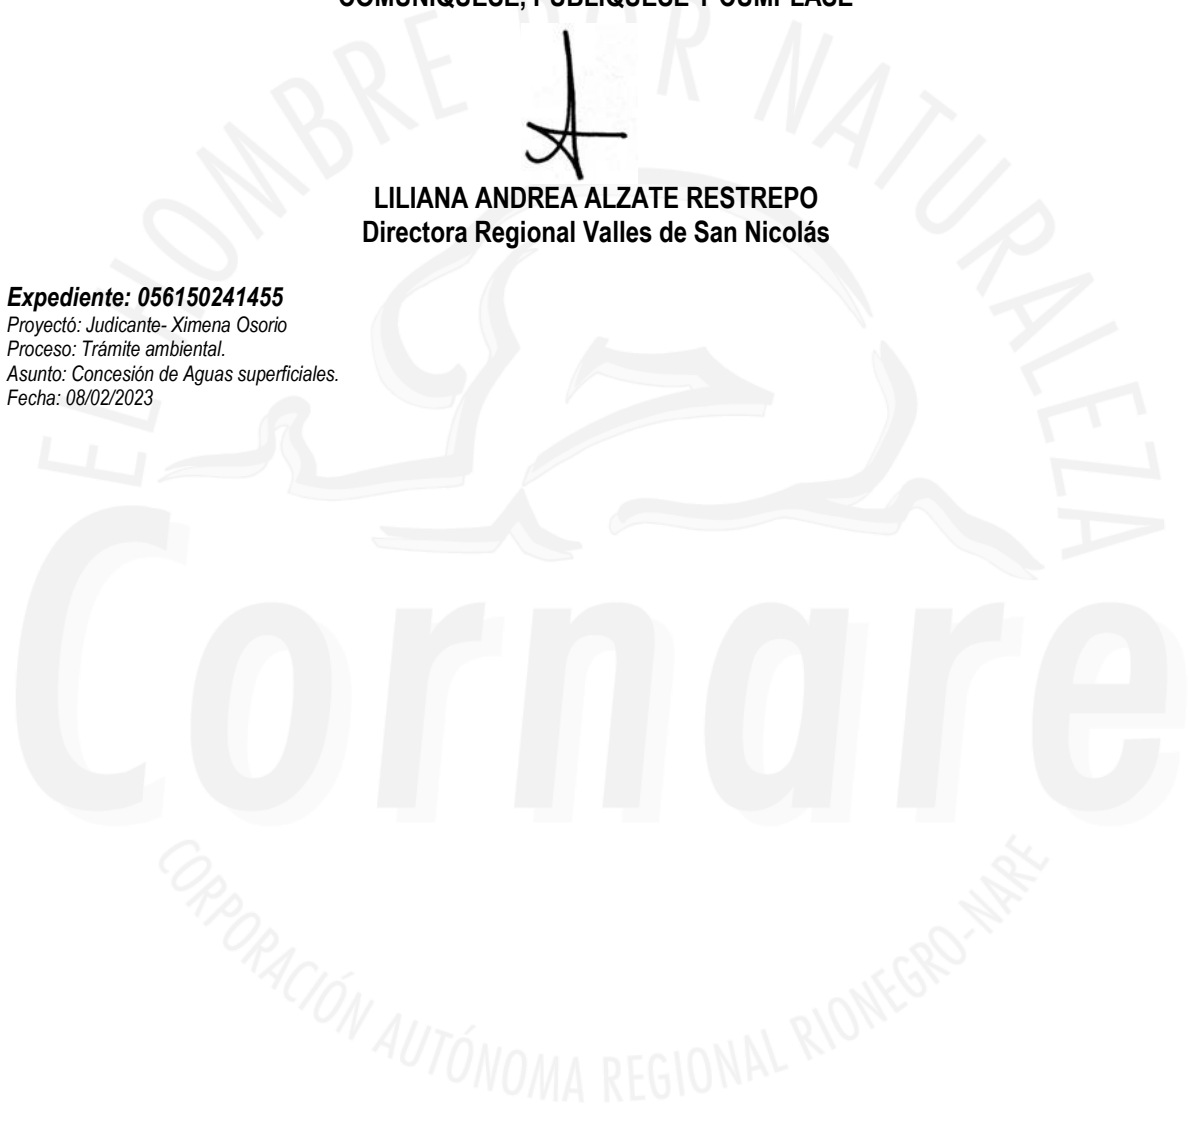 COMUNÍQUESE, PUBLÍQUESE Y CÚMPLASE
LILIANA ANDREA ALZATE RESTREPO
Directora Regional Valles de San Nicolás
Expediente: 056150241455
Proyectó: Judicante- Ximena Osorio
Proceso: Trámite ambiental.
Asunto: Concesión de Aguas superficiales.
Fecha: 08/02/2023
EL NOMBRE POR NATURALEZA
Cornare
CORPORACIÓN AUTÓNOMA REGIONAL RIONEGRO-NARE